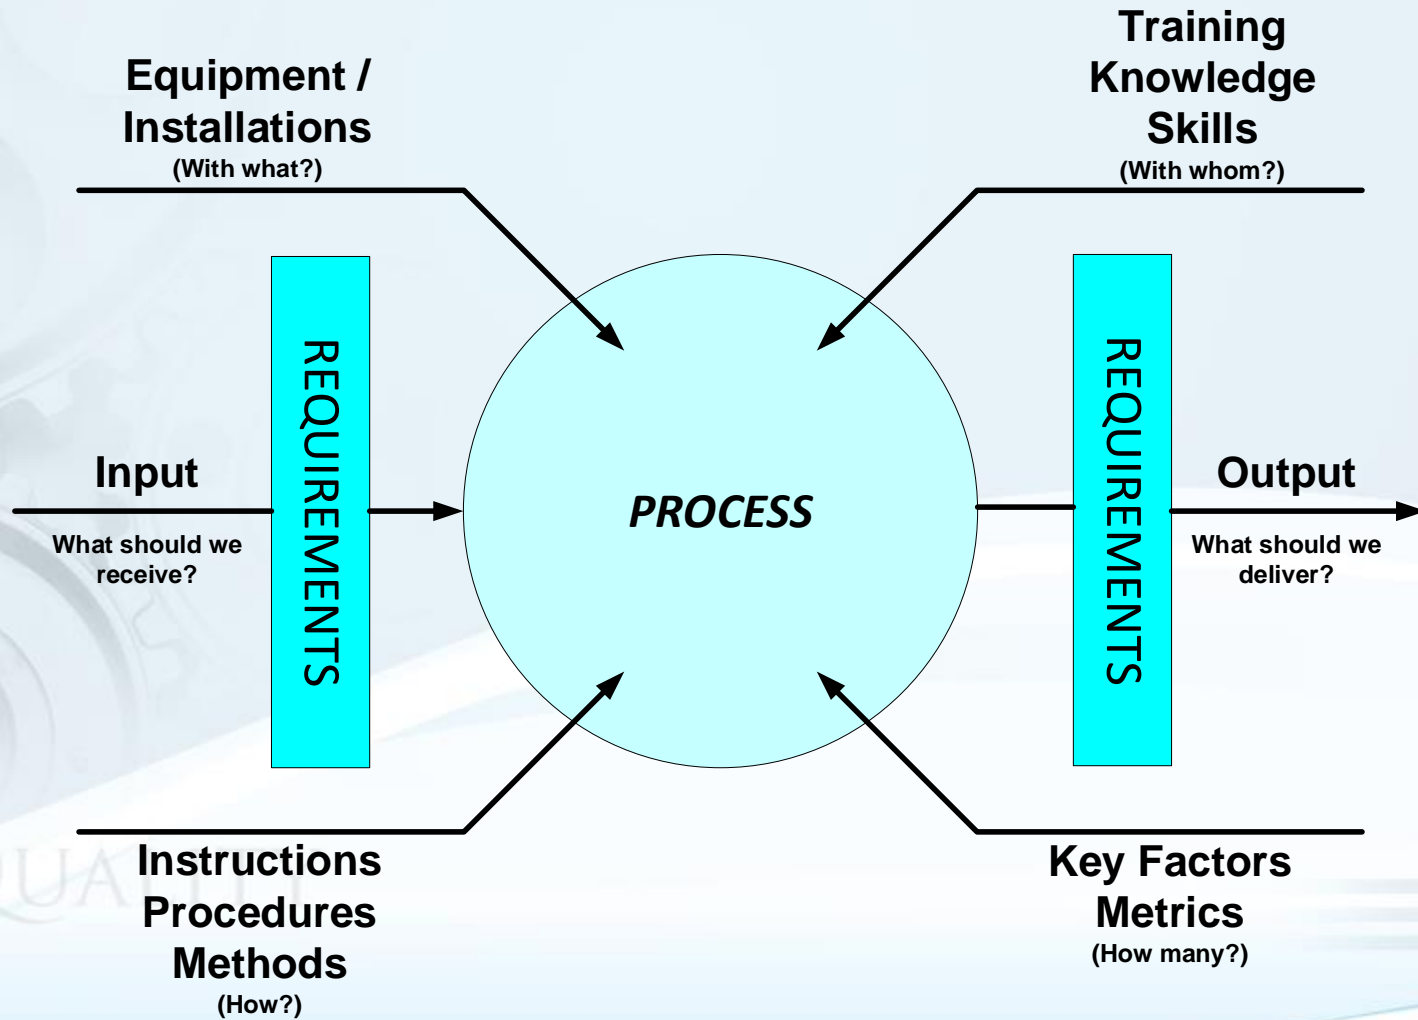 Equipment /
Installations
(With what?)
Training
Knowledge
Skills
(With whom?)
REQUIREMENTS
Input
What should we
receive?
PROCESS
REQUIREMENTS
Output
What should we
deliver?
Instructions
Procedures
Methods
(How?)
Key Factors
Metrics
(How many?)
QUALITY